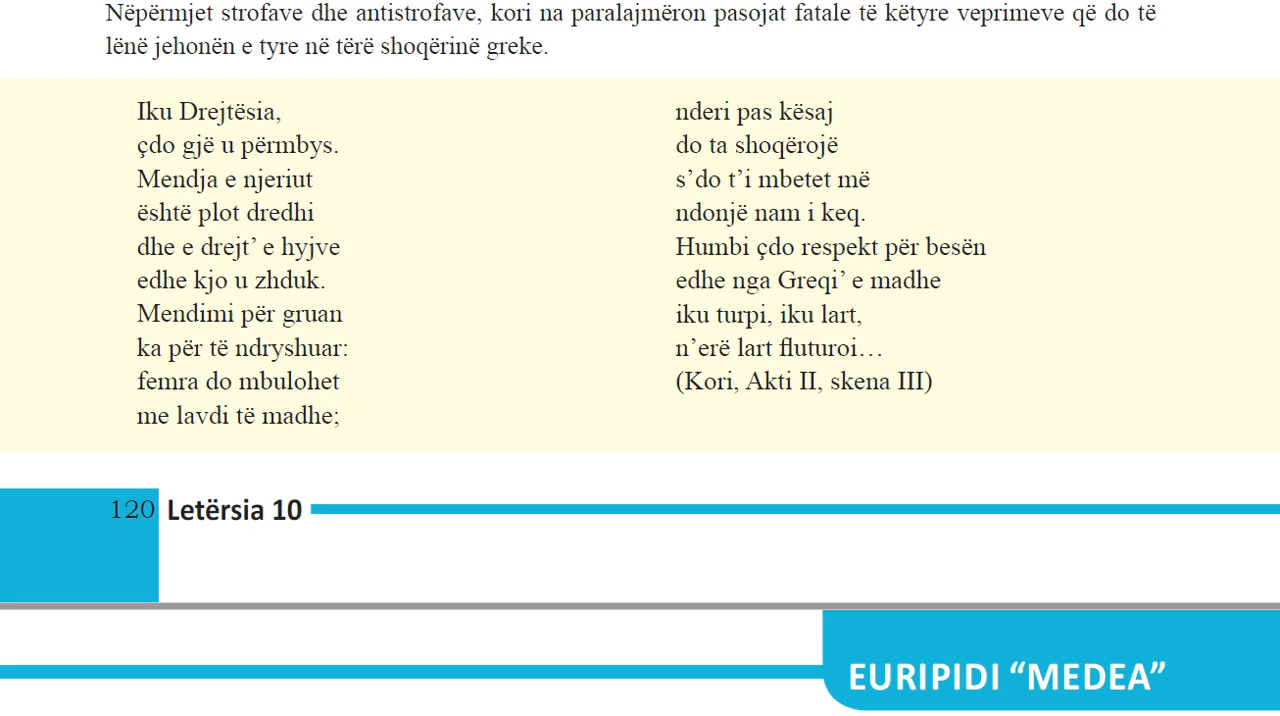 Nëpërmjet strofave dhe antistrofave, kori na paralajmëron pasojat fatale të këtyre veprimeve që do të
lënë jehonën e tyre në tërë shoqërinë greke.
Iku Drejtësia,
çdo gjë u përmbys.
Mendja e njeriut
është plot dredhi
dhe e drejt’ e hyjve
edhe kjo u zhduk.
Mendimi për gruan
ka për të ndryshuar:
femra do mbulohet
me lavdi të madhe;
nderi pas kësaj
do ta shoqërojë
s’do t’i mbetet më
ndonjë nam i keq.
Humbi çdo respekt për besën
edhe nga Greqi’ e madhe
iku turpi, iku lart,
n’erë lart fluturoi…
(Kori, Akti II, skena III)
120 Letërsia 10
EURIPIDI “MEDEA”